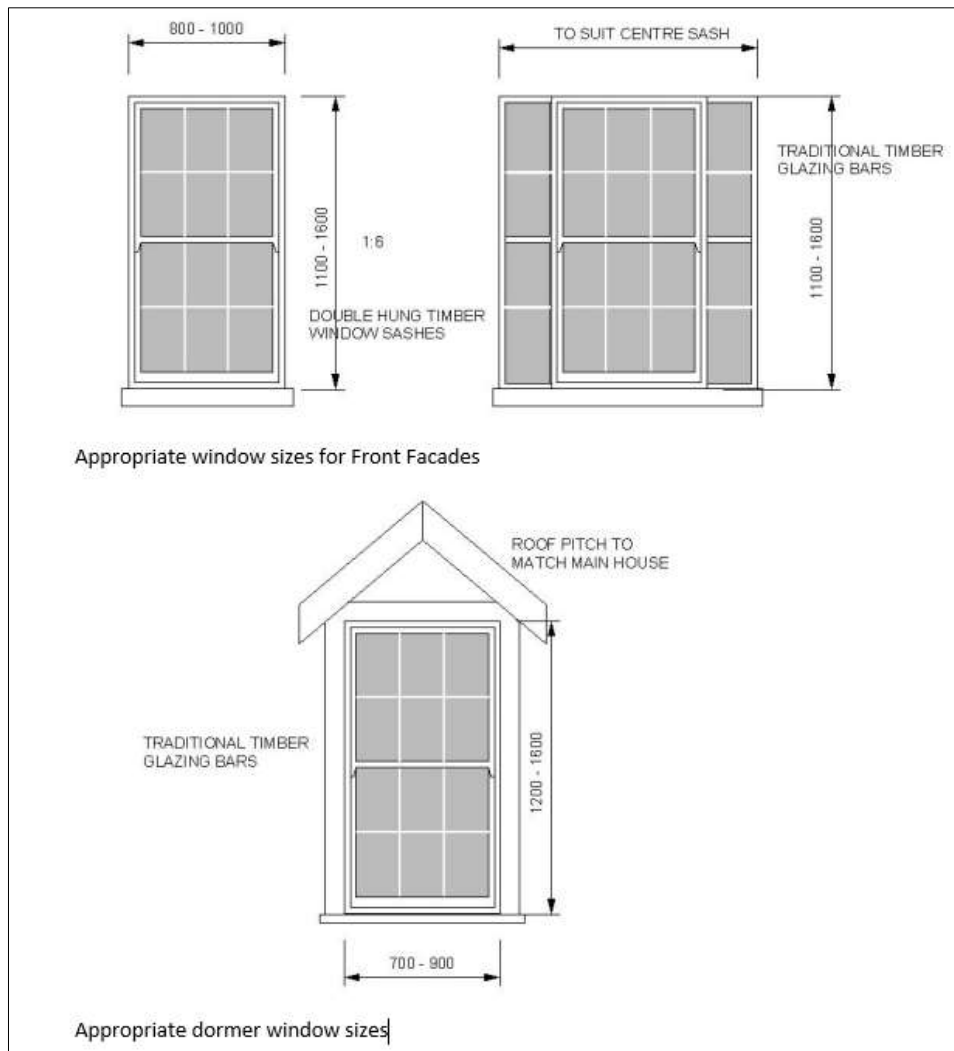 800 - 1000
TO SUIT CENTRE SASH
TRADITIONAL TIMBER
GLAZING BARS
1100 - 1600
1:6
1100 - 1600
DOUBLE HUNG TIMBER
WINDOW SASHES
Appropriate window sizes for Front Facades
ROOF PITCH TO
MATCH MAIN HOUSE
TRADITIONAL TIMBER
GLAZING BARS
1200 - 1600
700 - 900
Appropriate dormer window sizes